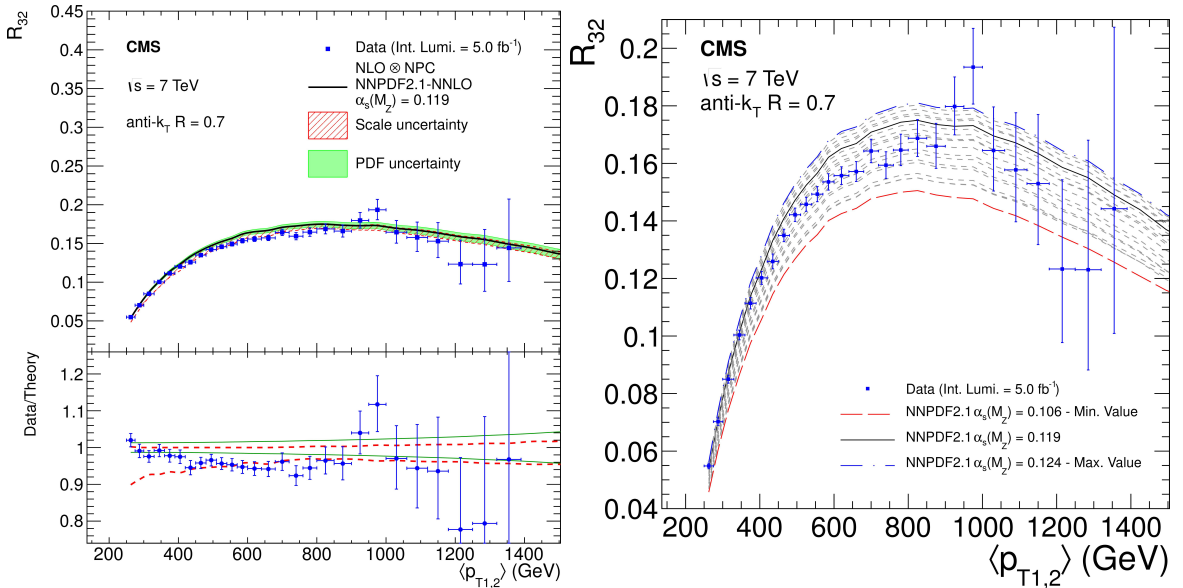 R32
0.45
0.4
0.35
0.3
0.25
0.2
0.15
0.1
0.05
CMS
√s = 7 TeV
anti-kT R = 0.7
Data (Int. Lumi. = 5.0 fb-1)
NLO ⊗ NPC
NNPDF2.1-NNLO
αs(MZ) = 0.119
Scale uncertainty
PDF uncertainty
Data/Theory
1.2
1.1
1
0.9
0.8
200 400 600 800 1000 1200 1400
⟨pT1,2⟩ (GeV)
R32
0.2
0.18
0.16
0.14
0.12
0.1
0.08
0.06
0.04
CMS
√s = 7 TeV
anti-kT R = 0.7
Data (Int. Lumi. = 5.0 fb-1)
NNPDF2.1 αs(MZ) = 0.106 - Min. Value
NNPDF2.1 αs(MZ) = 0.119
NNPDF2.1 αs(MZ) = 0.124 - Max. Value
200 400 600 800 1000 1200 1400
⟨pT1,2⟩ (GeV)